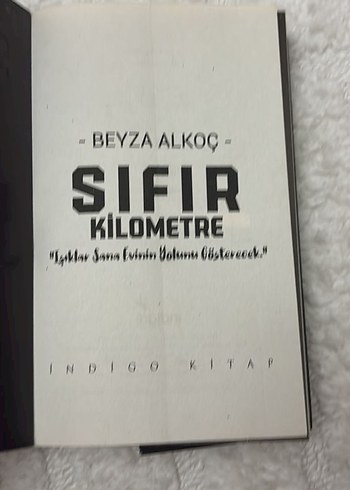 - BEYZA ALKOÇ -
SIFIR
KİLOMETRE
"Işıklar Sana Evinin Yolunu Gösterecek."
İNDİGO KİTAP